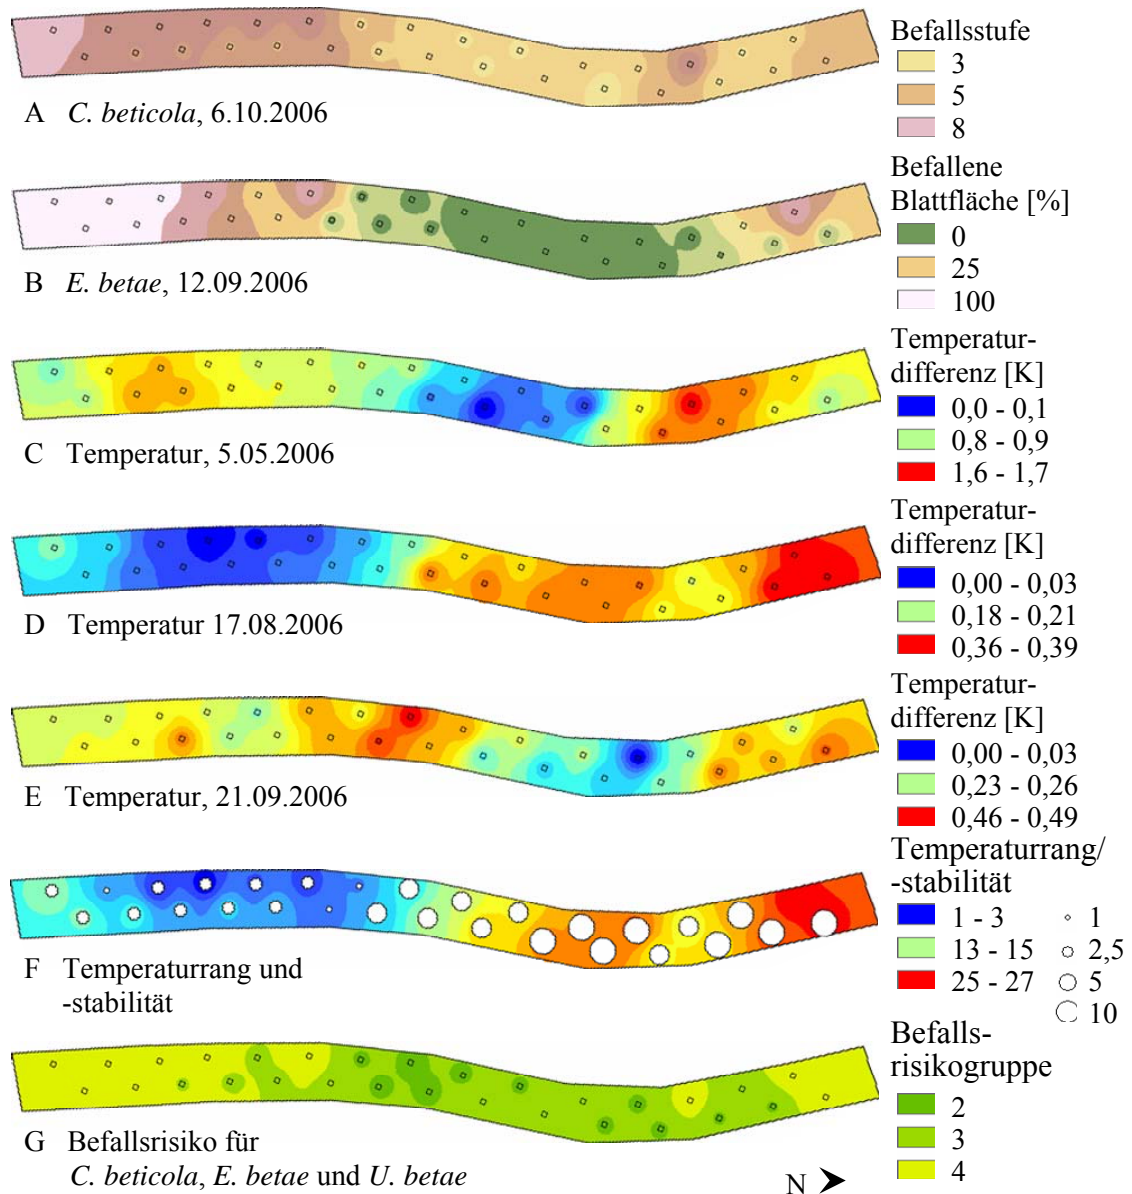 Befallsstufe
3
5
8
A C. beticola, 6.10.2006
Befallene
Blattfläche [%]
0
25
100
B E. betae, 12.09.2006
Temperatur-
differenz [K]
0,0 - 0,1
0,8 - 0,9
1,6 - 1,7
C Temperatur, 5.05.2006
Temperatur-
differenz [K]
0,00 - 0,03
0,18 - 0,21
0,36 - 0,39
D Temperatur 17.08.2006
Temperatur-
differenz [K]
0,00 - 0,03
0,23 - 0,26
0,46 - 0,49
E Temperatur, 21.09.2006
Temperaturrang/
-stabilität
1 - 3 1
13 - 15 2,5
25 - 27 5
10
F Temperaturrang und
-stabilität
Befalls-
risikogruppe
2
3
4
G Befallsrisiko für
C. beticola, E. betae und U. betae
N